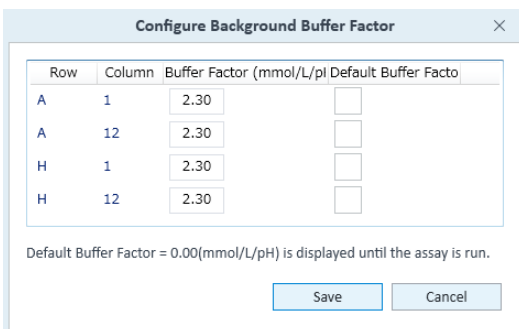 Configure Background Buffer Factor
Row Column Buffer Factor (mmol/L/pH Default Buffer Facto
A 1 2.30
A 12 2.30
H 1 2.30
H 12 2.30
Default Buffer Factor = 0.00(mmol/L/pH) is displayed until the assay is run.
Save Cancel